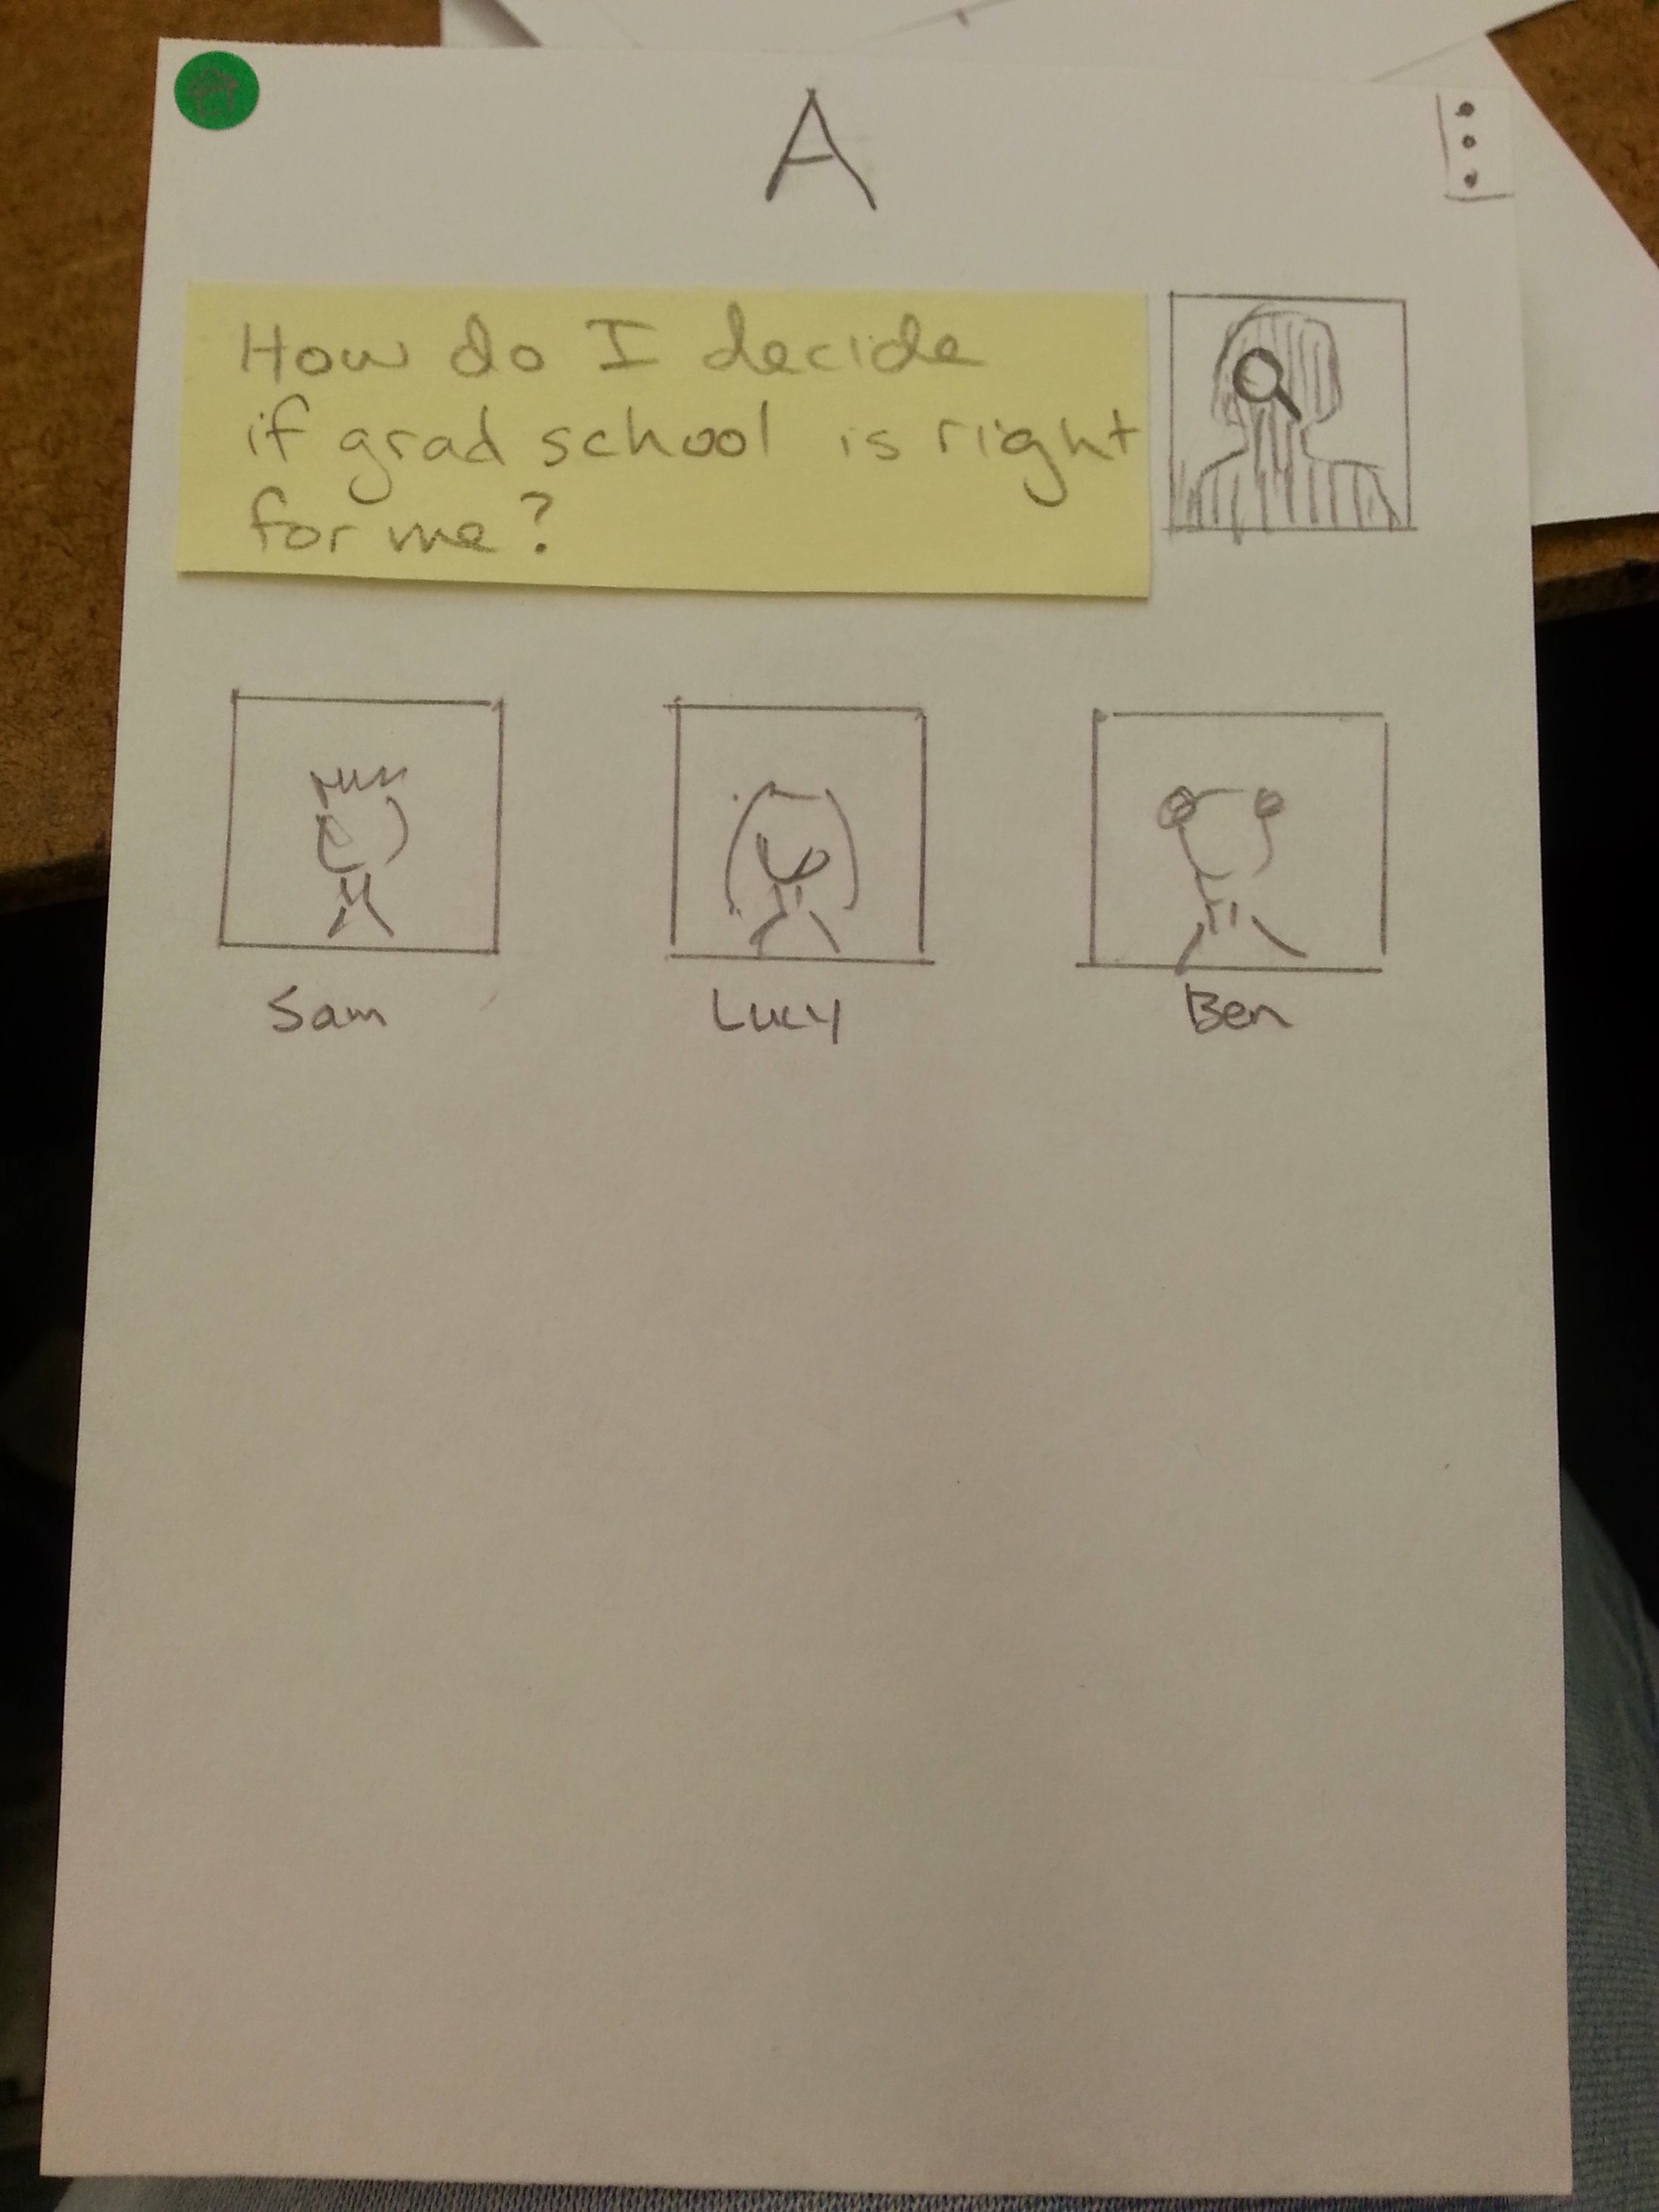 A
How do I decide
if grad school is right
for me?
Sam
Lucy
Ben